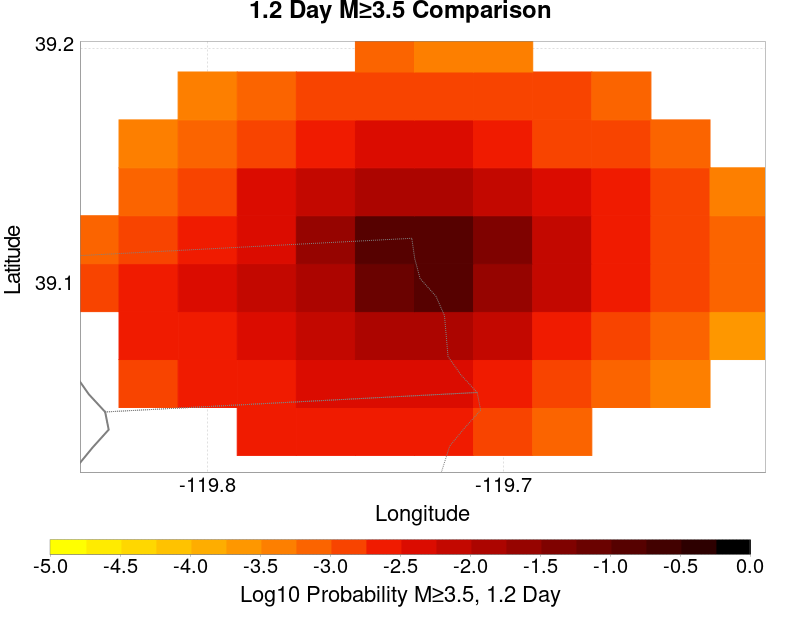 1.2 Day M≥3.5 Comparison
39.2
39.1
Latitude
-119.8
-119.7
Longitude
-5.0 -4.5 -4.0 -3.5 -3.0 -2.5 -2.0 -1.5 -1.0 -0.5 0.0
Log10 Probability M≥3.5, 1.2 Day